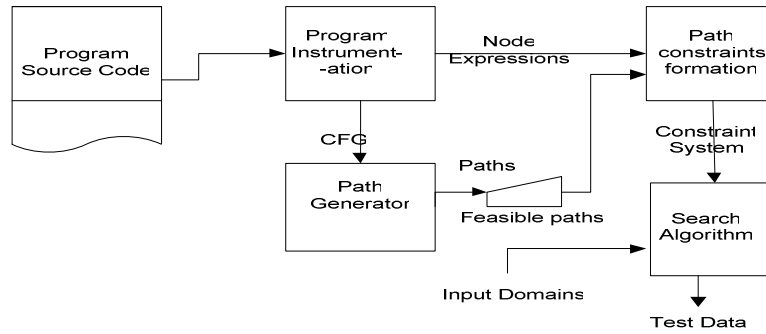 Program
Source Code
Program
Instrument-
-ation
Node
Expressions
Path
constraints
formation
CFG
Constraint
System
Path
Generator
Paths
Feasible paths
Search
Algorithm
Input Domains
Test Data